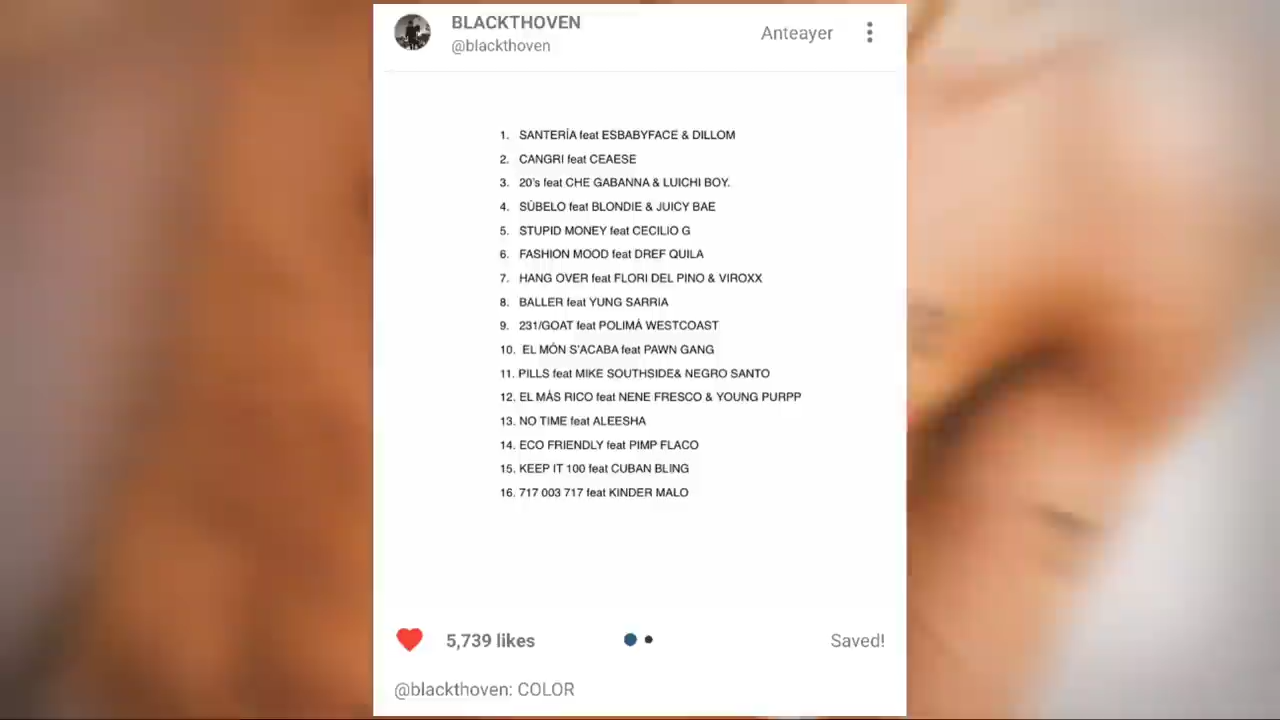 BLACKTHOVEN
@blackthoven
Anteayer
1. SANTERÍA feat ESBABYFACE & DILLOM
2. CANGRI feat CEAESE
3. 20's feat CHE GABANNA & LUICHI BOY.
4. SÚBELO feat BLONDIE & JUICY BAE
5. STUPID MONEY feat CECILIO G
6. FASHION MOOD feat DREF QUILA
7. HANG OVER feat FLORI DEL PINO & VIROXX
8. BALLER feat YUNG SARRIA
9. 231/GOAT feat POLIMÁ WESTCOAST
10. EL MÓN S'ACABA feat PAWN GANG
11. PILLS feat MIKE SOUTHSIDE& NEGRO SANTO
12. EL MÁS RICO feat NENE FRESCO & YOUNG PURPP
13. NO TIME feat ALEESHA
14. ECO FRIENDLY feat PIMP FLACO
15. KEEP IT 100 feat CUBAN BLING
16. 717 003 717 feat KINDER MALO
5,739 likes
Saved!
@blackthoven: COLOR